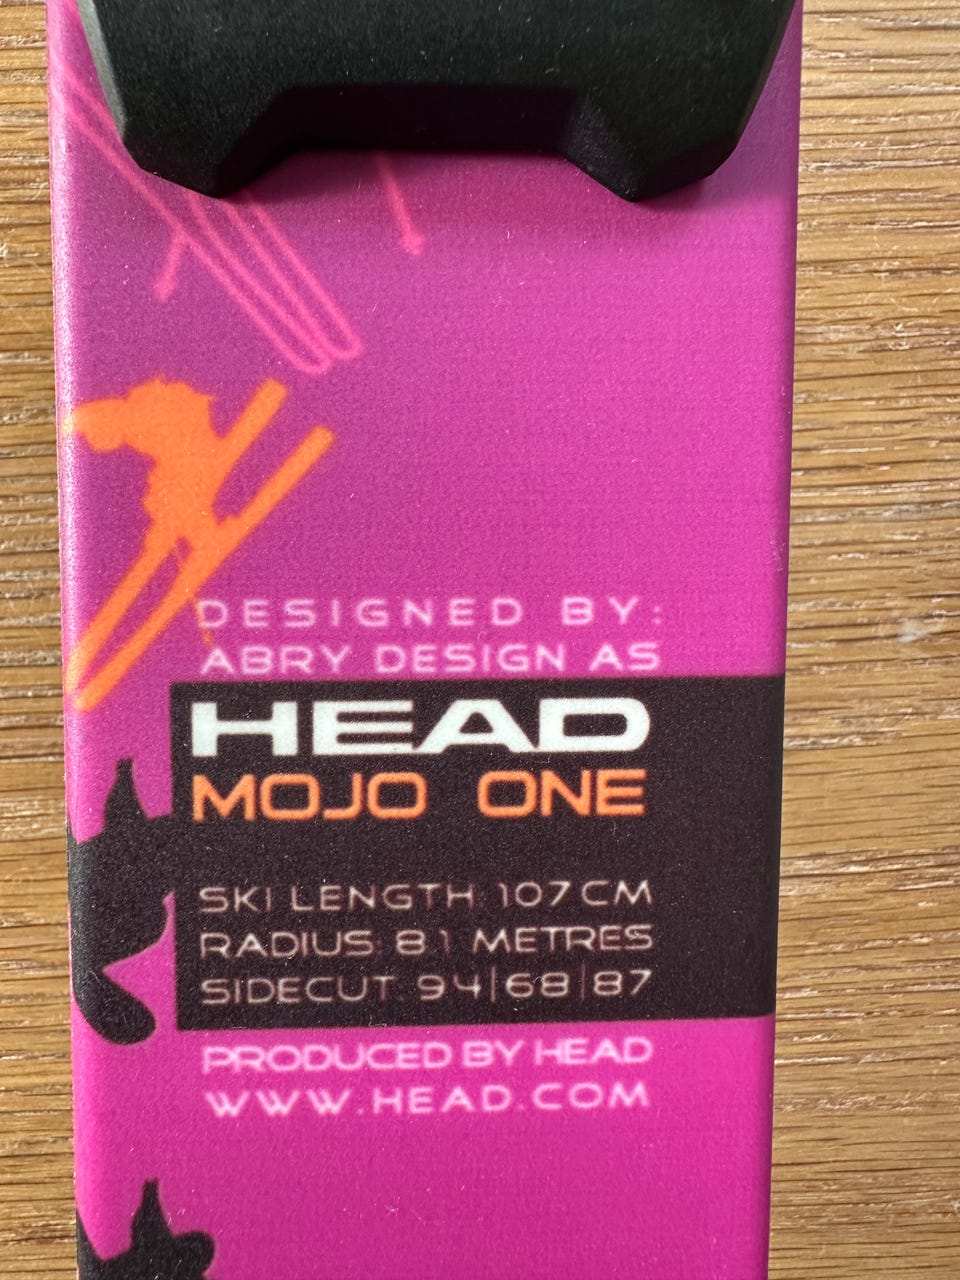 DESIGNED BY:
ABRY DESIGN AS
HEAD
MOJO ONE
SKI LENGTH: 107 CM
RADIUS: 8.1 METRES
SIDECUT: 94|68|87
PRODUCED BY HEAD
WWW.HEAD.COM